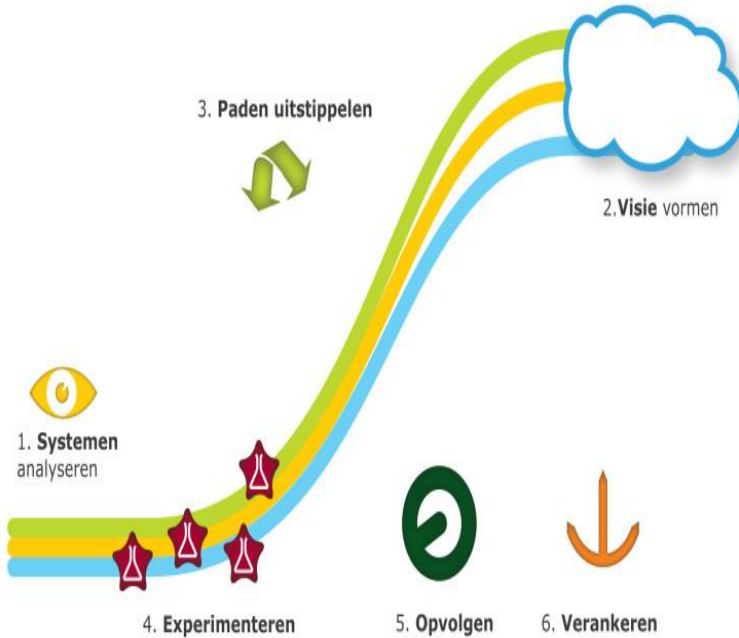 1. Systemen
analyseren
2.Visie vormen
3. Paden uitstippelen
4. Experimenteren
5. Opvolgen
6. Verankeren